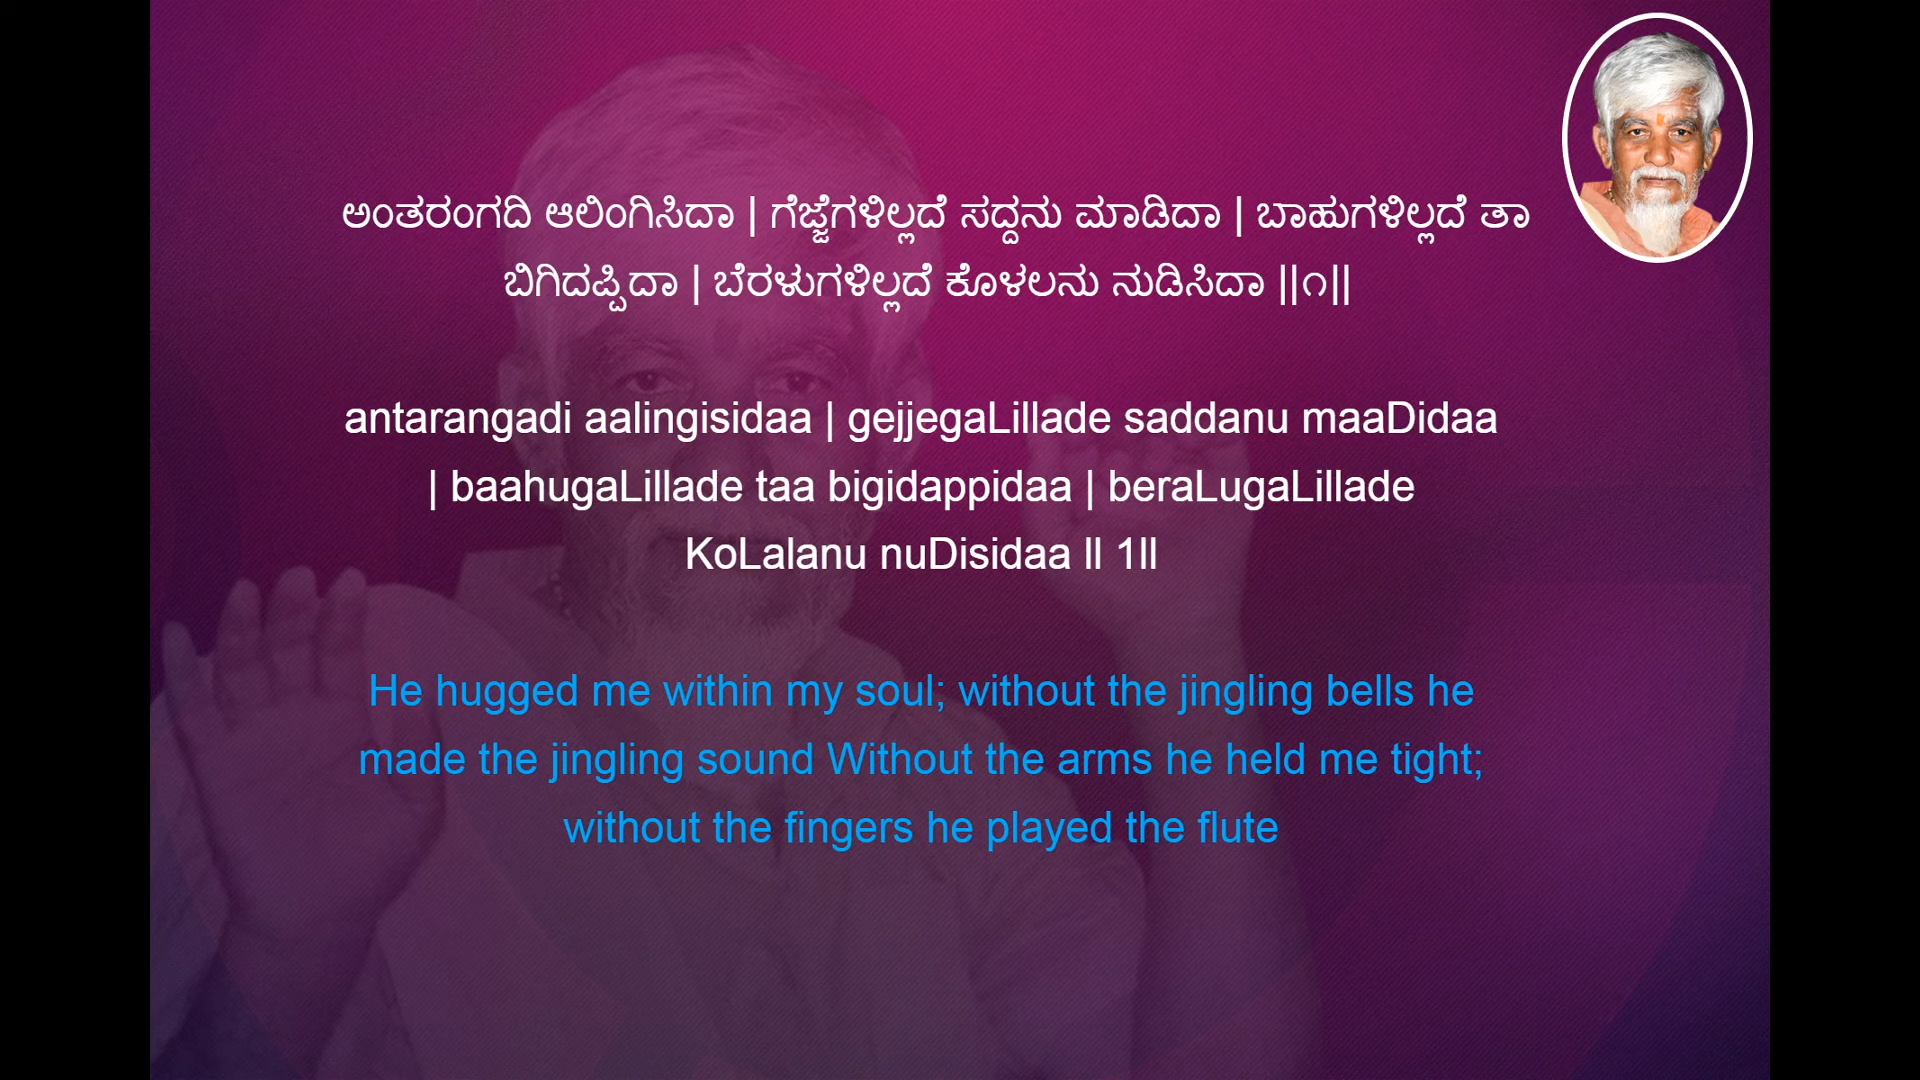 ಅಂತರಂಗದಿ ಆಲಿಂಗಿಸಿದಾ | ಗೆಜ್ಜೆಗಳಿಲ್ಲದೆ ಸದ್ದನು ಮಾಡಿದಾ | ಬಾಹುಗಳಿಲ್ಲದೆ ತಾ
ಬಿಗಿದಪ್ಪಿದಾ | ಬೆರಳುಗಳಿಲ್ಲದೆ ಕೊಳಲನು ನುಡಿಸಿದಾ ||೧||
antarangadi aalingisidaa | gejjegaLillade saddanu maaDidaa
| baahugaLillade taa bigidappidaa | beraLugaLillade
KoLalanu nuDisidaa ll 1ll
He hugged me within my soul; without the jingling bells he
made the jingling sound Without the arms he held me tight;
without the fingers he played the flute